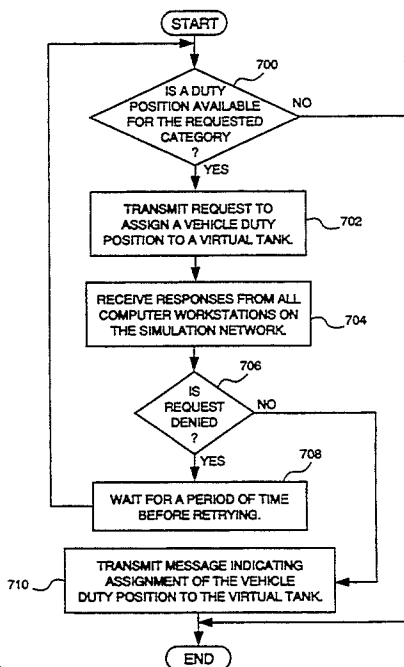 START
700
IS A DUTY
POSITION AVAILABLE
FOR THE REQUESTED
CATEGORY
?
NO
YES
TRANSMIT REQUEST TO
ASSIGN A VEHICLE DUTY
POSITION TO A VIRTUAL TANK.
702
RECEIVE RESPONSES FROM ALL
COMPUTER WORKSTATIONS ON
THE SIMULATION NETWORK.
704
706
IS
REQUEST
DENIED
?
NO
YES
708
WAIT FOR A PERIOD OF TIME
BEFORE RETRYING.
TRANSMIT MESSAGE INDICATING
ASSIGNMENT OF THE VEHICLE
DUTY POSITION TO THE VIRTUAL TANK.
710
END